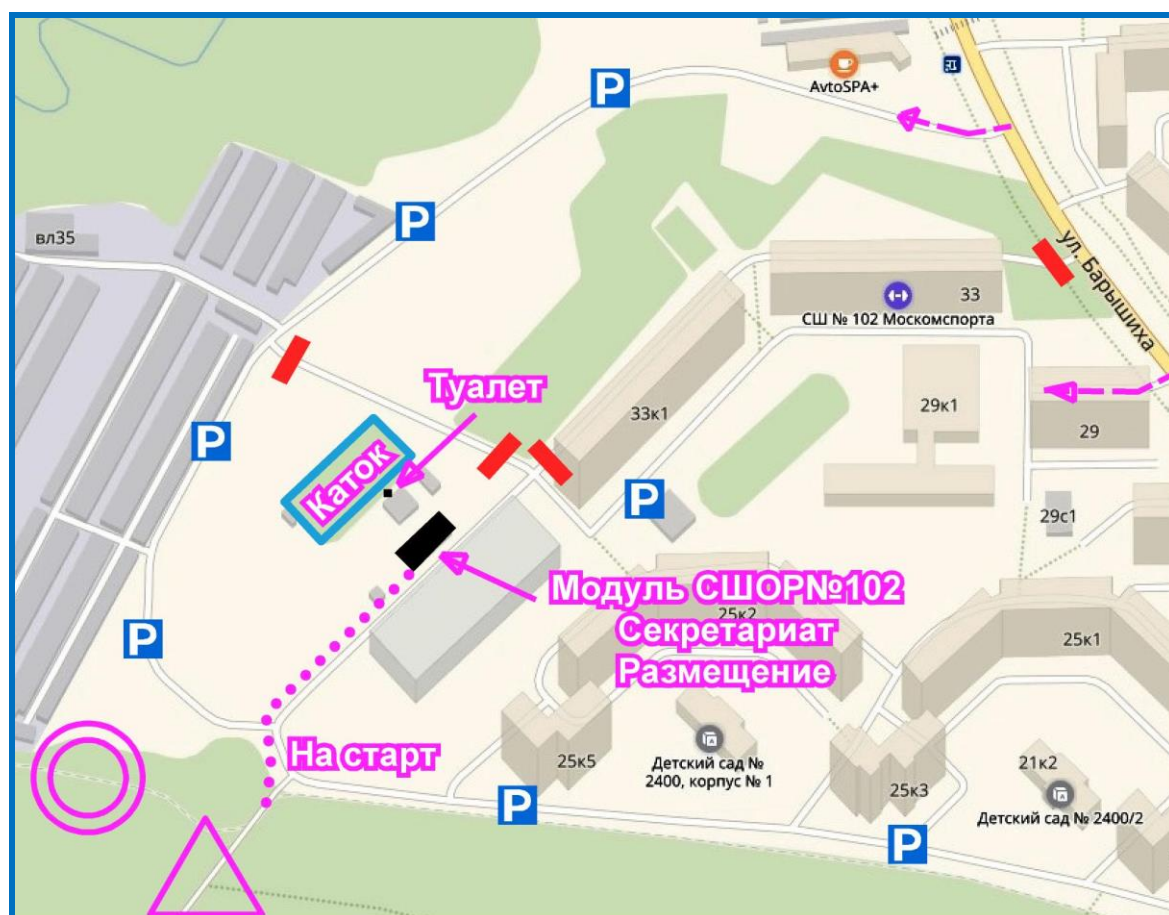 P
AvtoSPA+
P
вл35
ул. Барышиха
33
СШ № 102 Москомспорта
Туалет
33к1
29к1
29
P
Каток
P
29с1
Модуль СШОР№102
Секретариат
Размещение
25к2
25к1
P
На старт
25к5
Детский сад №
2400, корпус № 1
21к2
25к3
Детский сад № 2400/2
P
P